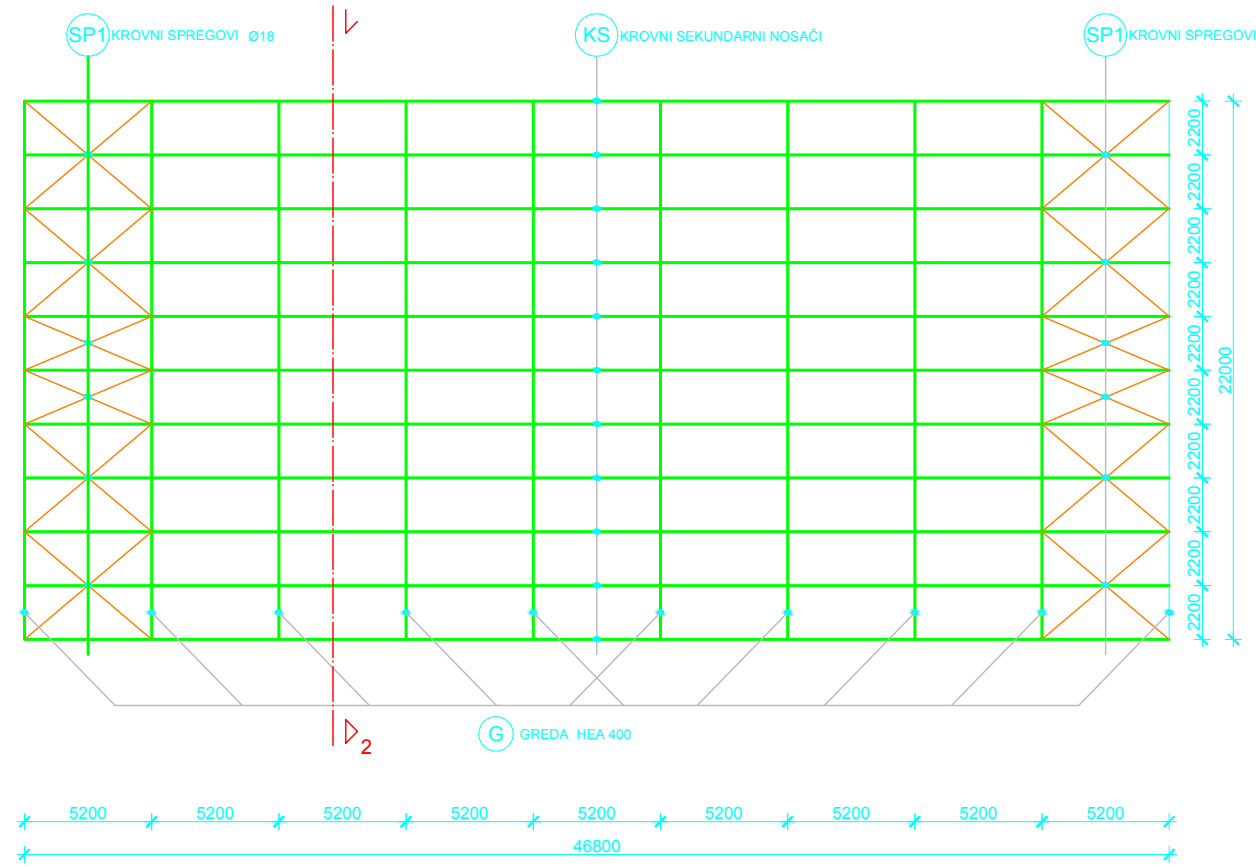 SP1 KROVNI SPREGOVI Ø18
KS KROVNI SEKUNDARNI NOSAČI
SP1 KROVNI SPREGOVI
2200
2200
2200
2200
2200
2200
2200
2200
2200
2200
22000
G GREDA HEA 400
2
5200 5200 5200 5200 5200 5200 5200 5200 5200
46800